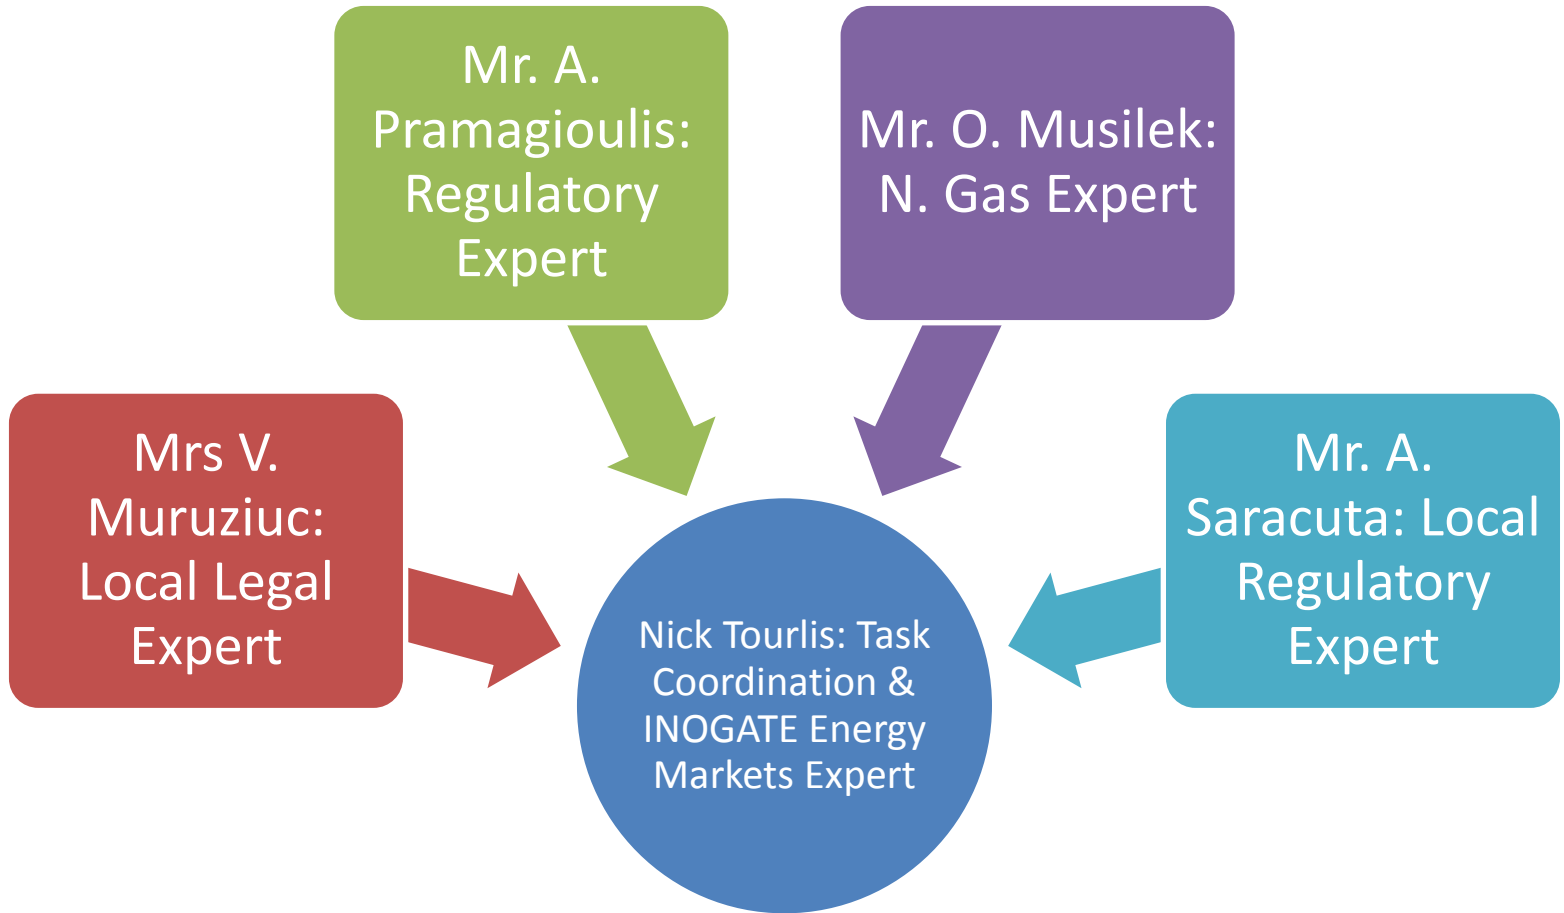 Mr. A.
Pramagioulis:
Regulatory
Expert
Mr. O. Musilek:
N. Gas Expert
Mrs V.
Muruziuc:
Local Legal
Expert
Mr. A.
Saracuta: Local
Regulatory
Expert
Nick Tourlis: Task
Coordination &
INOGATE Energy
Markets Expert